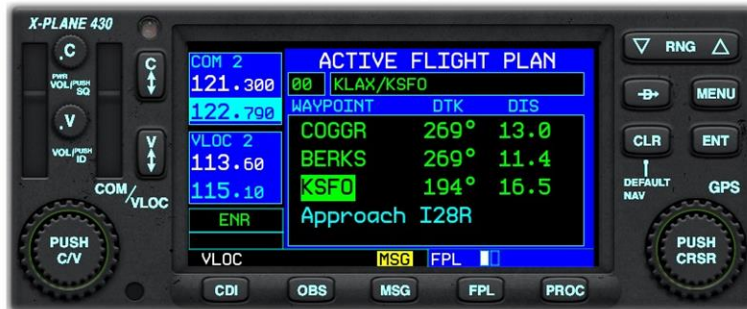 X-PLANE 430
.C
PWR
VOL/PUSH
SQ
C
.V
VOL/PUSH
ID
V
COM/VLOC
PUSH
C/V
COM 2
121.300
122.790
VLOC 2
113.60
115.10
ENR
VLOC
ACTIVE FLIGHT PLAN
00 KLAX/KSFO
WAYPOINT DTK DIS
COGGR 269° 13.0
BERKS 269° 11.4
KSFO 194° 16.5
Approach I28R
MSG FPL
RNG
D
MENU
CLR ENT
DEFAULT
NAV
GPS
PUSH
CRSR
CDI OBS MSG FPL PROC